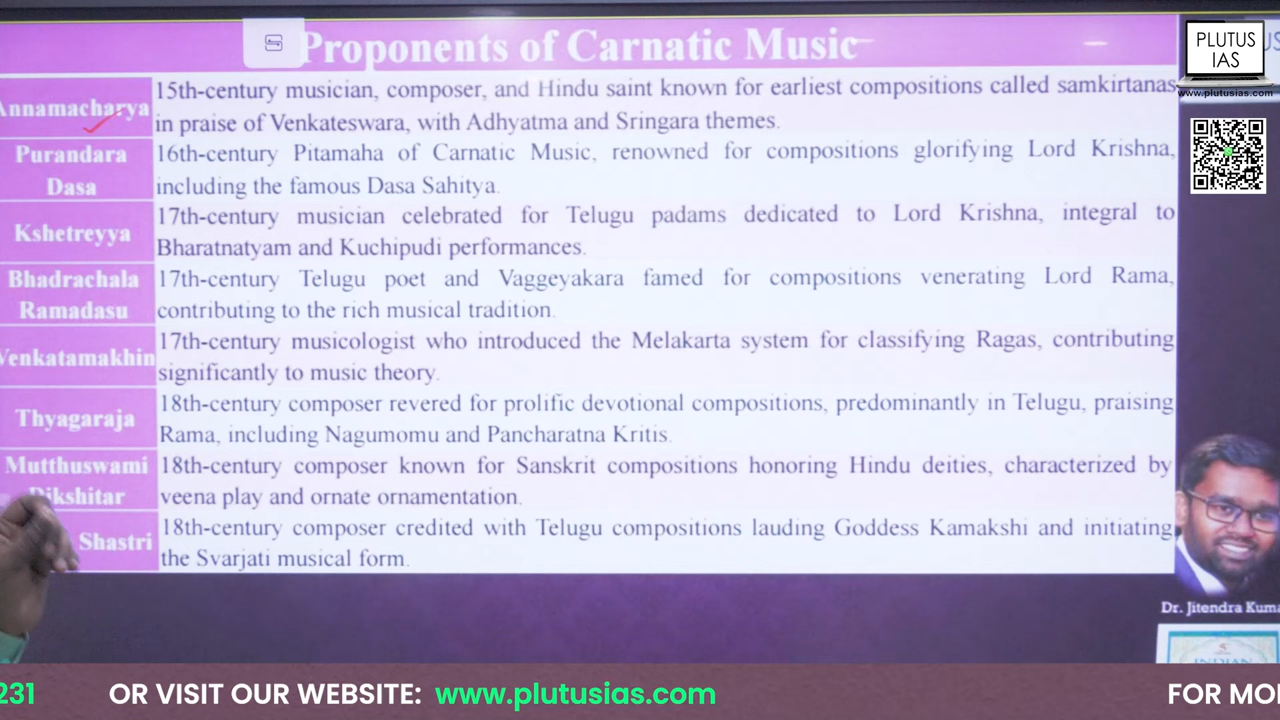 Proponents of Carnatic Music
Annamacharya
15th-century musician, composer, and Hindu saint known for earliest compositions called samkirtanas
in praise of Venkateswara, with Adhyatma and Sringara themes.
Purandara
Dasa
16th-century Pitamaha of Carnatic Music, renowned for compositions glorifying Lord Krishna,
including the famous Dasa Sahitya.
Kshetreyya
17th-century musician celebrated for Telugu padams dedicated to Lord Krishna, integral to
Bharatnatyam and Kuchipudi performances.
Bhadrachala
Ramadasu
17th-century Telugu poet and Vaggeyakara famed for compositions venerating Lord Rama,
contributing to the rich musical tradition.
Venkatamakhin
17th-century musicologist who introduced the Melakarta system for classifying Ragas, contributing
significantly to music theory.
Thyagaraja
18th-century composer revered for prolific devotional compositions, predominantly in Telugu, praising
Rama, including Nagumomu and Pancharatna Kritis.
Mutthuswami
Dikshitar
18th-century composer known for Sanskrit compositions honoring Hindu deities, characterized by
veena play and ornate ornamentation.
Shastri
18th-century composer credited with Telugu compositions lauding Goddess Kamakshi and initiating
the Svarjati musical form.
PLUTUS
IAS
www.plutusias.com
Dr. Jitendra Kuma
INDIAN
231 OR VISIT OUR WEBSITE: www.plutusias.com FOR MO